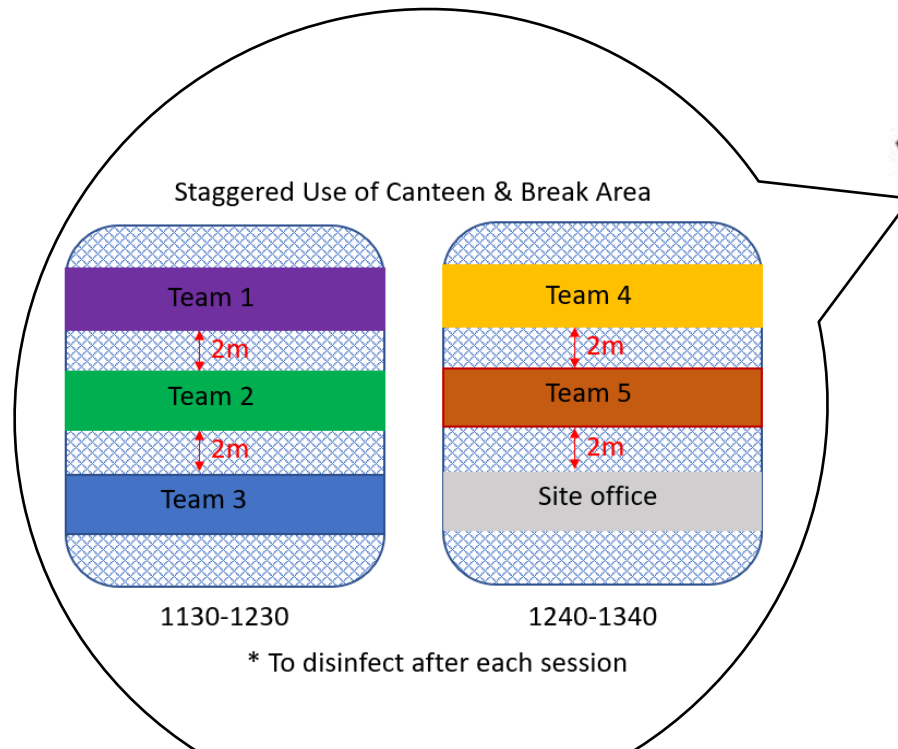 Staggered Use of Canteen & Break Area
Team 1
2m
Team 2
2m
Team 3
1130-1230
Team 4
2m
Team 5
2m
Site office
1240-1340
* To disinfect after each session